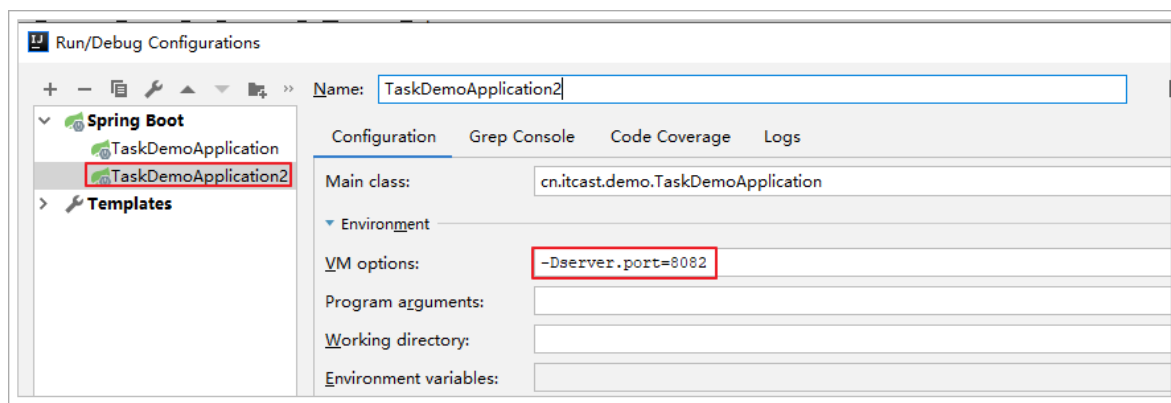 Run/Debug Configurations
Name: TaskDemoApplication2
Spring Boot
TaskDemoApplication
TaskDemoApplication2
Templates
Configuration Grep Console Code Coverage Logs
Main class: cn.itcast.demo.TaskDemoApplication
Environment
VM options: -Dserver.port=8082
Program arguments:
Working directory:
Environment variables: